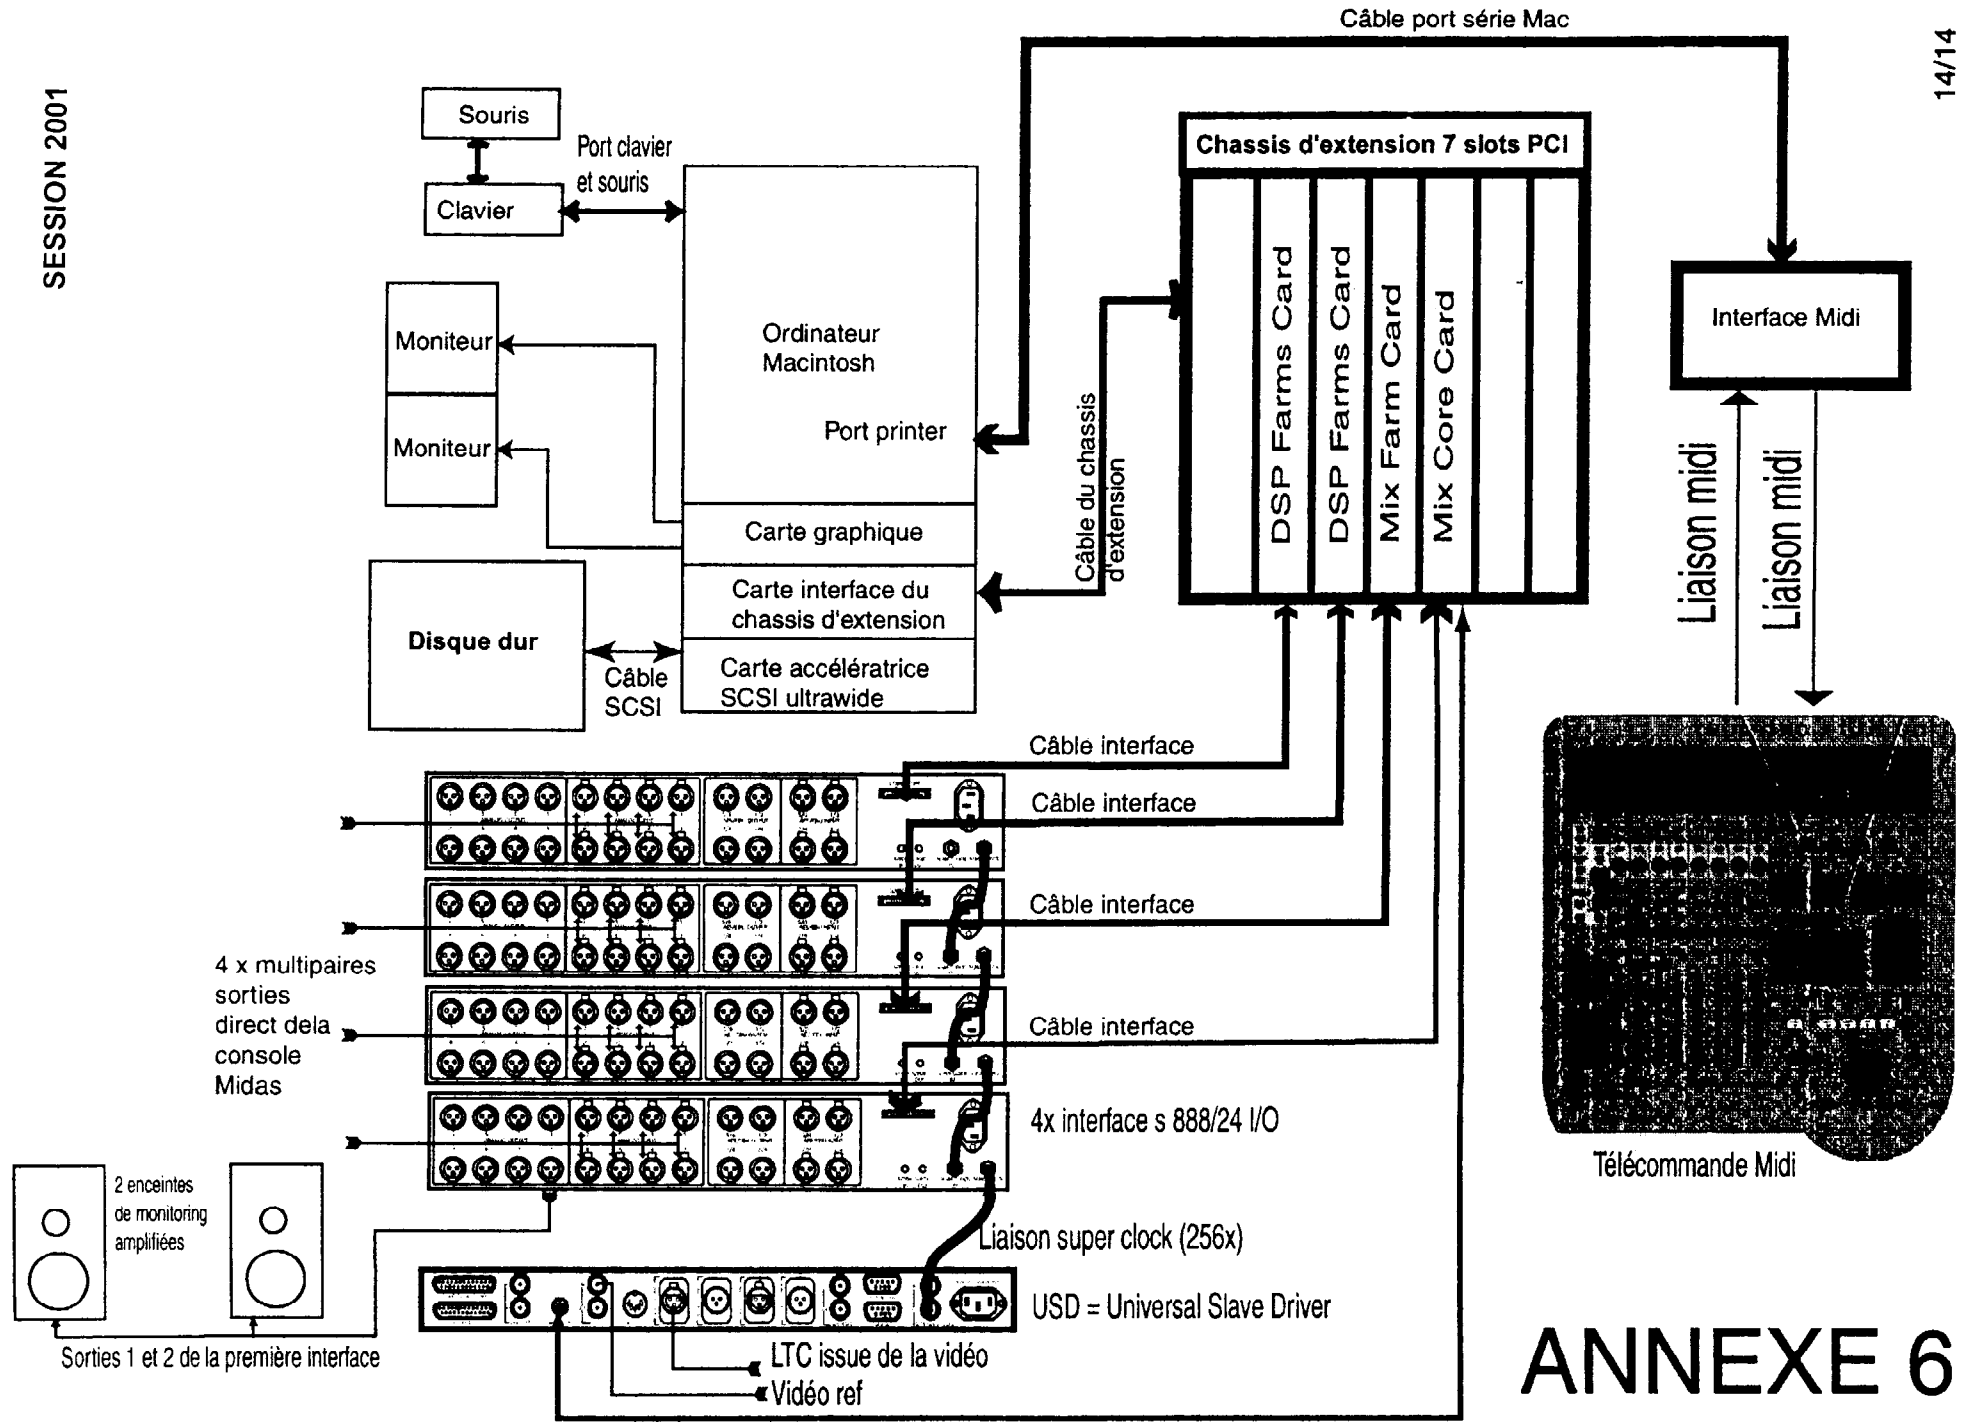 Câble port série Mac
14/14
SESSION 2001
Souris
Port clavier
et souris
Clavier
Chassis d'extension 7 slots PCI
Moniteur
Moniteur
Ordinateur
Macintosh
Port printer
Carte graphique
Carte interface du
chassis d'extension
Carte accélératrice
SCSI ultrawide
Disque dur
Câble
SCSI
Câble du chassis
d'extension
DSP Farms Card
DSP Farms Card
Mix Farm Card
Mix Core Card
Interface Midi
Liaison midi
Liaison midi
Câble interface
Câble interface
Câble interface
Câble interface
4 x multipaires
sorties
direct dela
console
Midas
4x interface s 888/24 I/O
Télécommande Midi
2 enceintes
de monitoring
amplifiées
Liaison super clock (256x)
USD = Universal Slave Driver
Sorties 1 et 2 de la première interface
LTC issue de la vidéo
Vidéo ref
ANNEXE 6